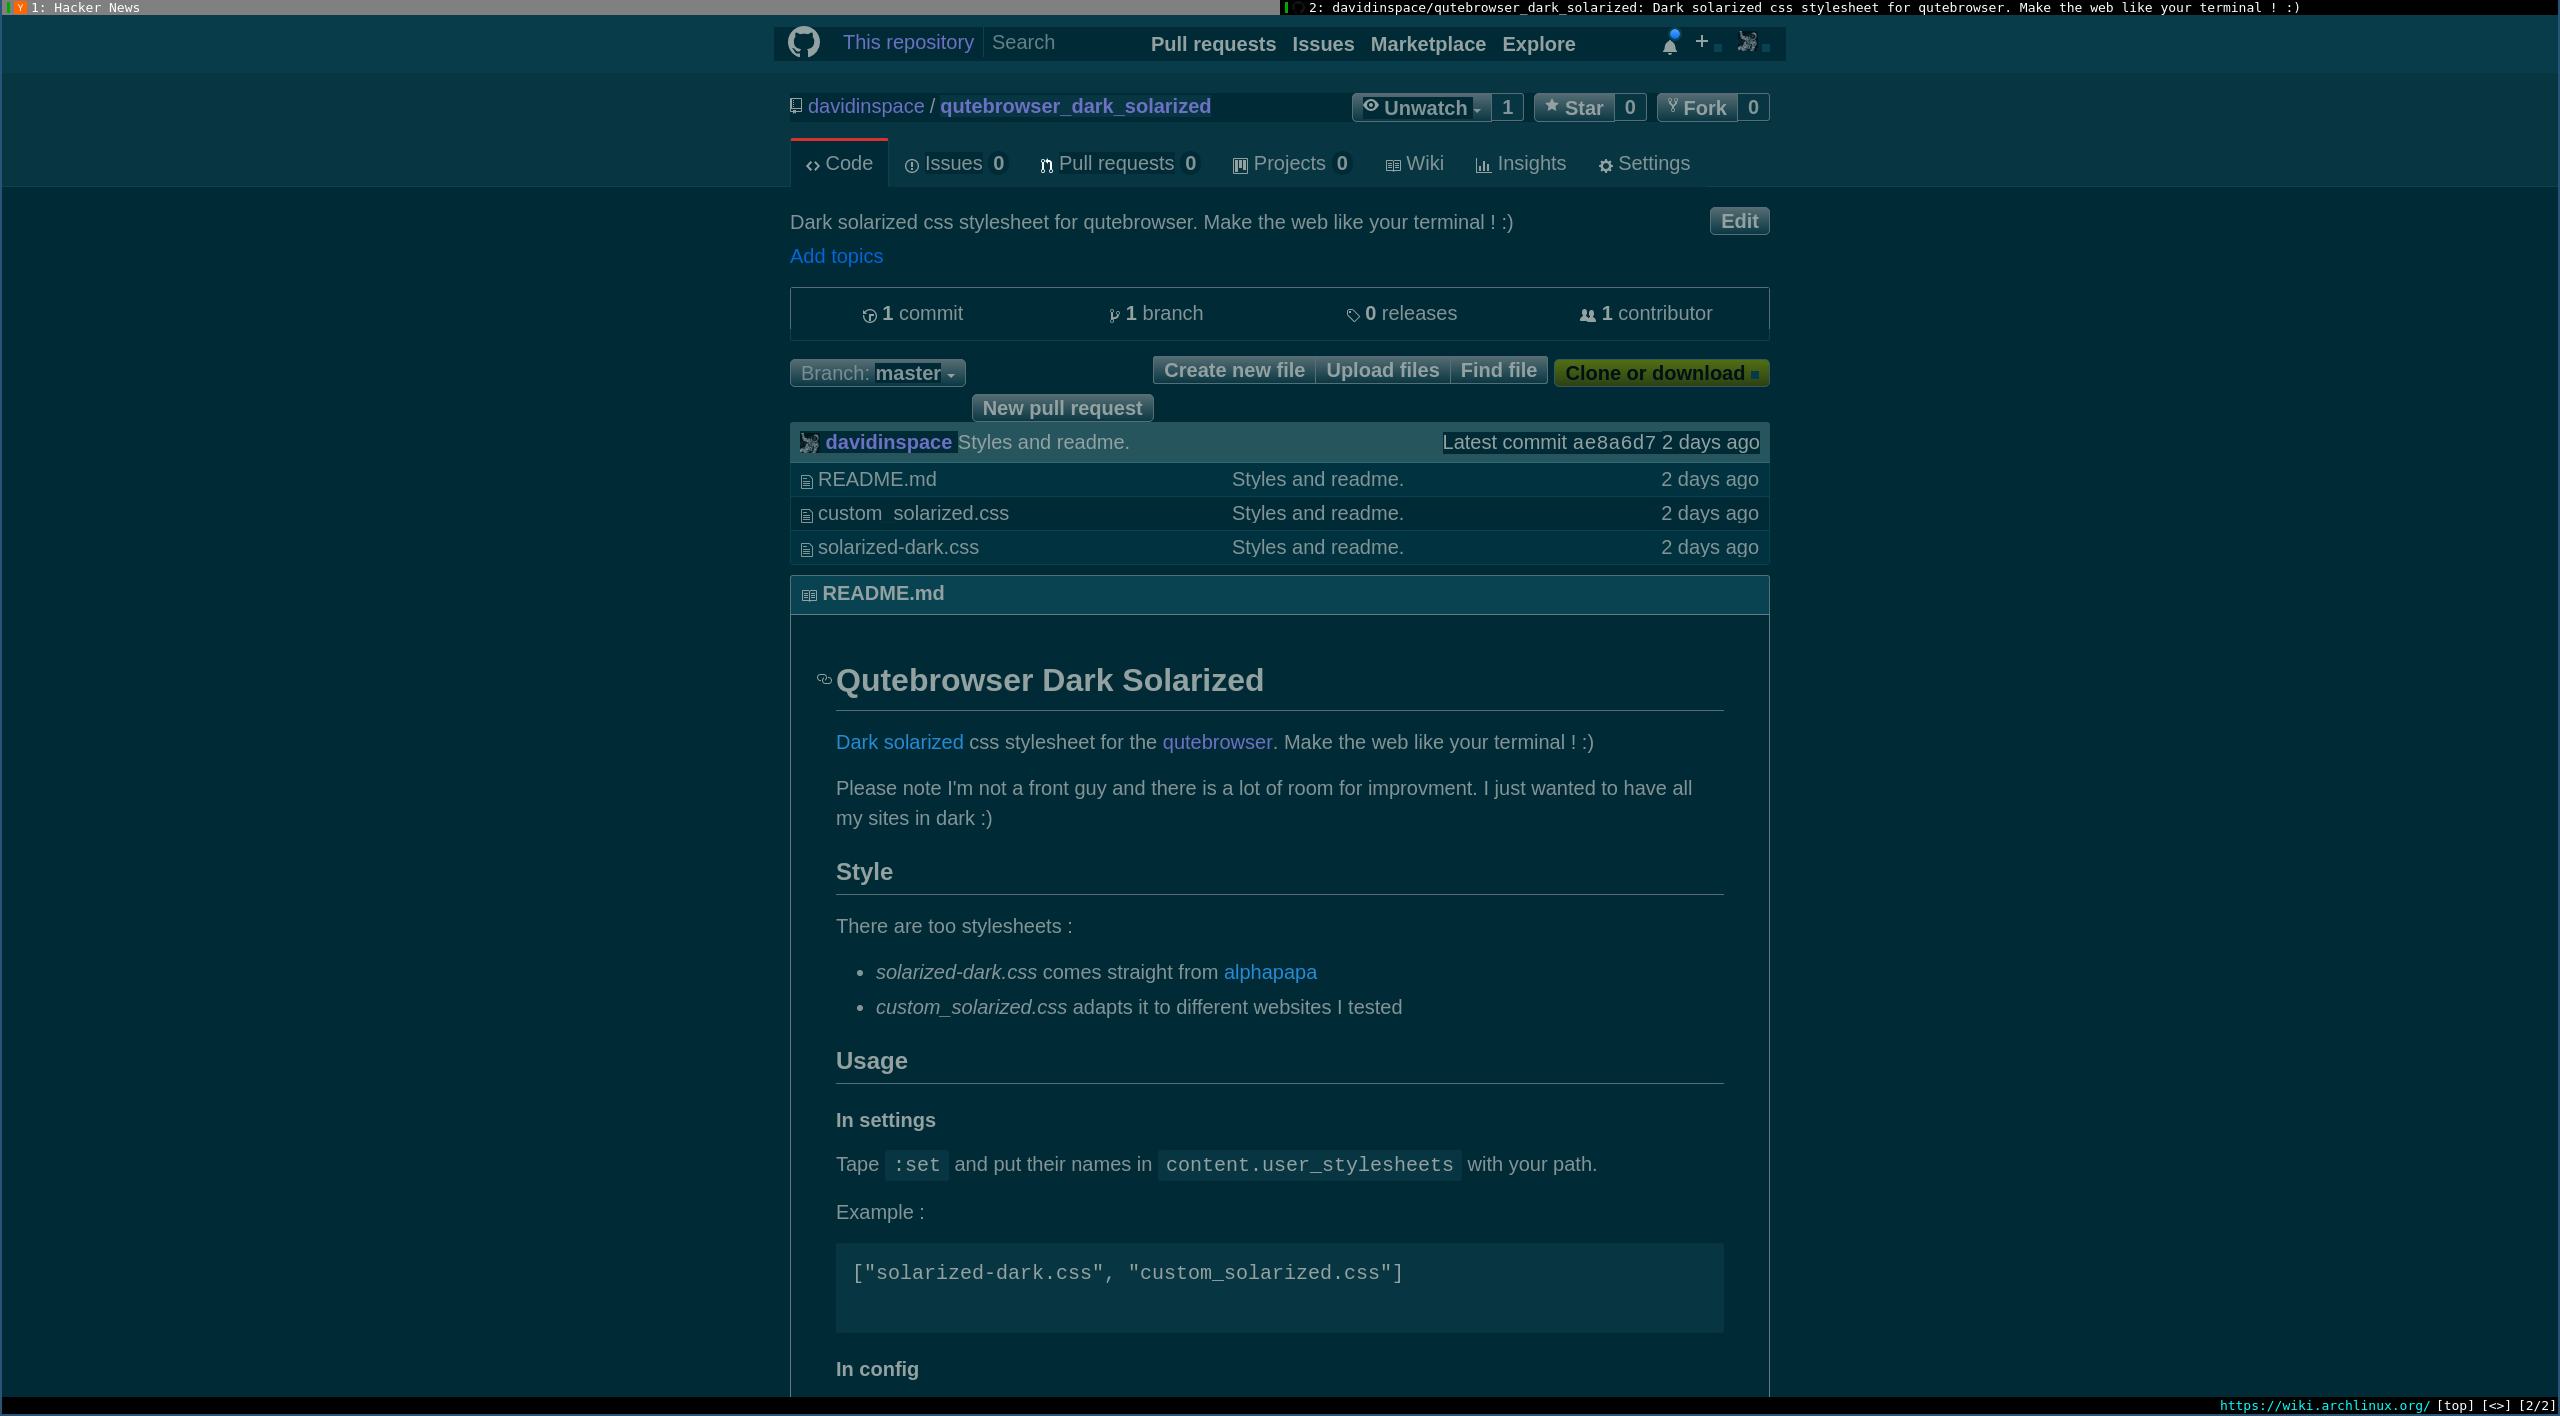 1: Hacker News
2: davidinspace/qutebrowser_dark_solarized: Dark solarized css stylesheet for qutebrowser. Make the web like your terminal ! :)
This repository Search Pull requests Issues Marketplace Explore
davidinspace / qutebrowser_dark_solarized Unwatch 1 Star 0 Fork 0
Code Issues 0 Pull requests 0 Projects 0 Wiki Insights Settings
Dark solarized css stylesheet for qutebrowser. Make the web like your terminal ! :) Edit
Add topics
1 commit 1 branch 0 releases 1 contributor
Branch: master Create new file Upload files Find file Clone or download
New pull request
davidinspace Styles and readme. Latest commit ae8a6d7 2 days ago
README.md Styles and readme. 2 days ago
custom_solarized.css Styles and readme. 2 days ago
solarized-dark.css Styles and readme. 2 days ago
README.md
Qutebrowser Dark Solarized
Dark solarized css stylesheet for the qutebrowser. Make the web like your terminal ! :)
Please note I'm not a front guy and there is a lot of room for improvment. I just wanted to have all
my sites in dark :)
Style
There are too stylesheets :
• solarized-dark.css comes straight from alphapapa
• custom_solarized.css adapts it to different websites I tested
Usage
In settings
Tape :set and put their names in content.user_stylesheets with your path.
Example :
["solarized-dark.css", "custom_solarized.css"]
In config
https://wiki.archlinux.org/ [top] [<>] [2/2]